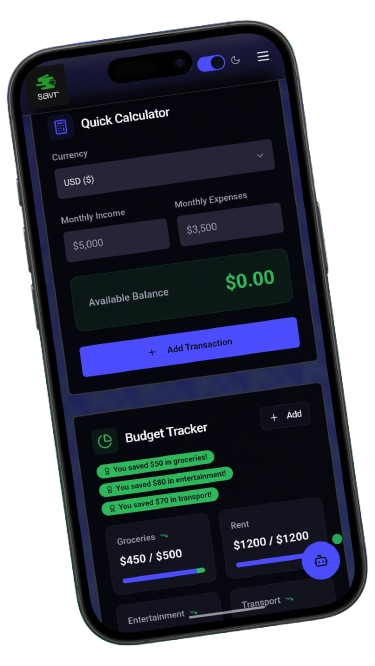 savr
Quick Calculator
Currency
USD ($)
Monthly Income
Monthly Expenses
$5,000
$3,500
Available Balance
$0.00
+ Add Transaction
Budget Tracker
+ Add
You saved $50 in groceries!
You saved $80 in entertainment!
You saved $70 in transport!
Groceries
Rent
$450 / $500
$1200 / $1200
Entertainment
Transport